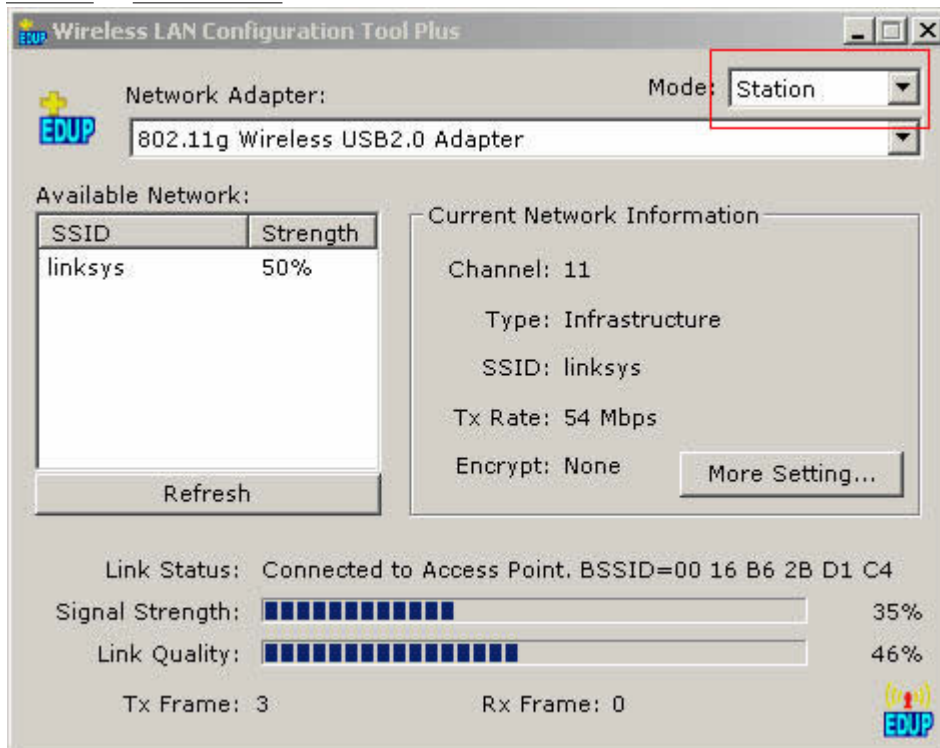 Wireless LAN Configuration Tool Plus
Mode: Station
Network Adapter:
EDUP
802.11g Wireless USB2.0 Adapter
Available Network:
SSID Strength
linksys 50%
Refresh
Current Network Information
Channel: 11
Type: Infrastructure
SSID: linksys
Tx Rate: 54 Mbps
Encrypt: None
More Setting...
Link Status: Connected to Access Point. BSSID=00 16 B6 2B D1 C4
Signal Strength: 35%
Link Quality: 46%
Tx Frame: 3 Rx Frame: 0
EDUP